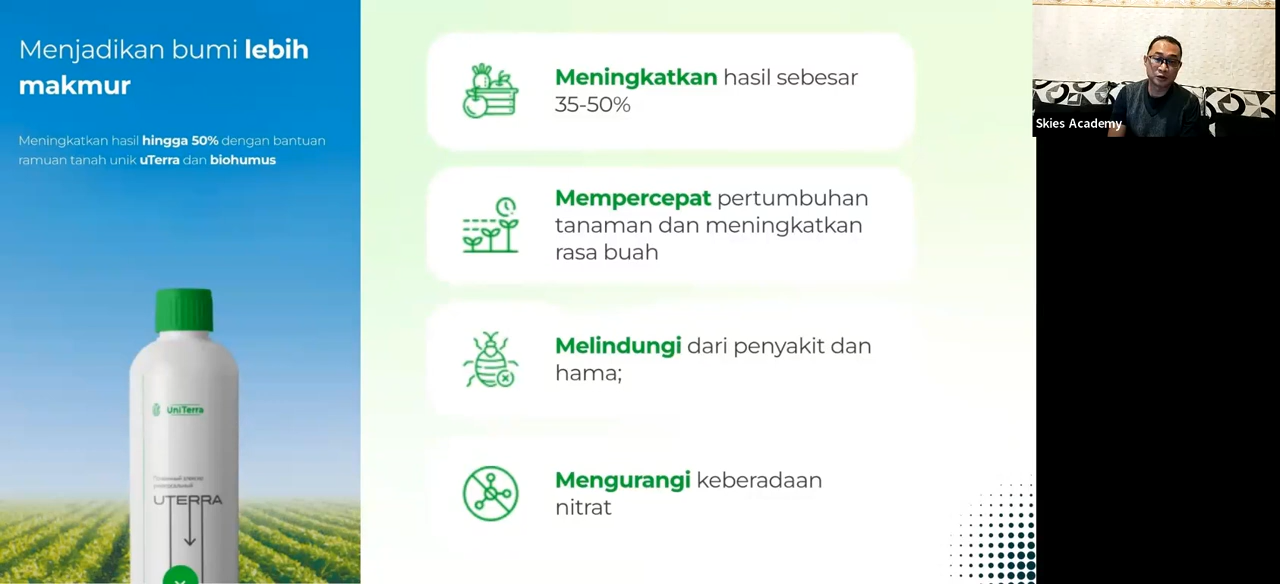 Menjadikan bumi lebih
makmur
Meningkatkan hasil hingga 50% dengan bantuan
ramuan tanah unik uTerra dan biohumus
UniTerra
UTERRA
Meningkatkan hasil sebesar
35-50%
Mempercepat pertumbuhan
tanaman dan meningkatkan
rasa buah
Melindungi dari penyakit dan
hama;
Mengurangi keberadaan
nitrat
Skies Academy